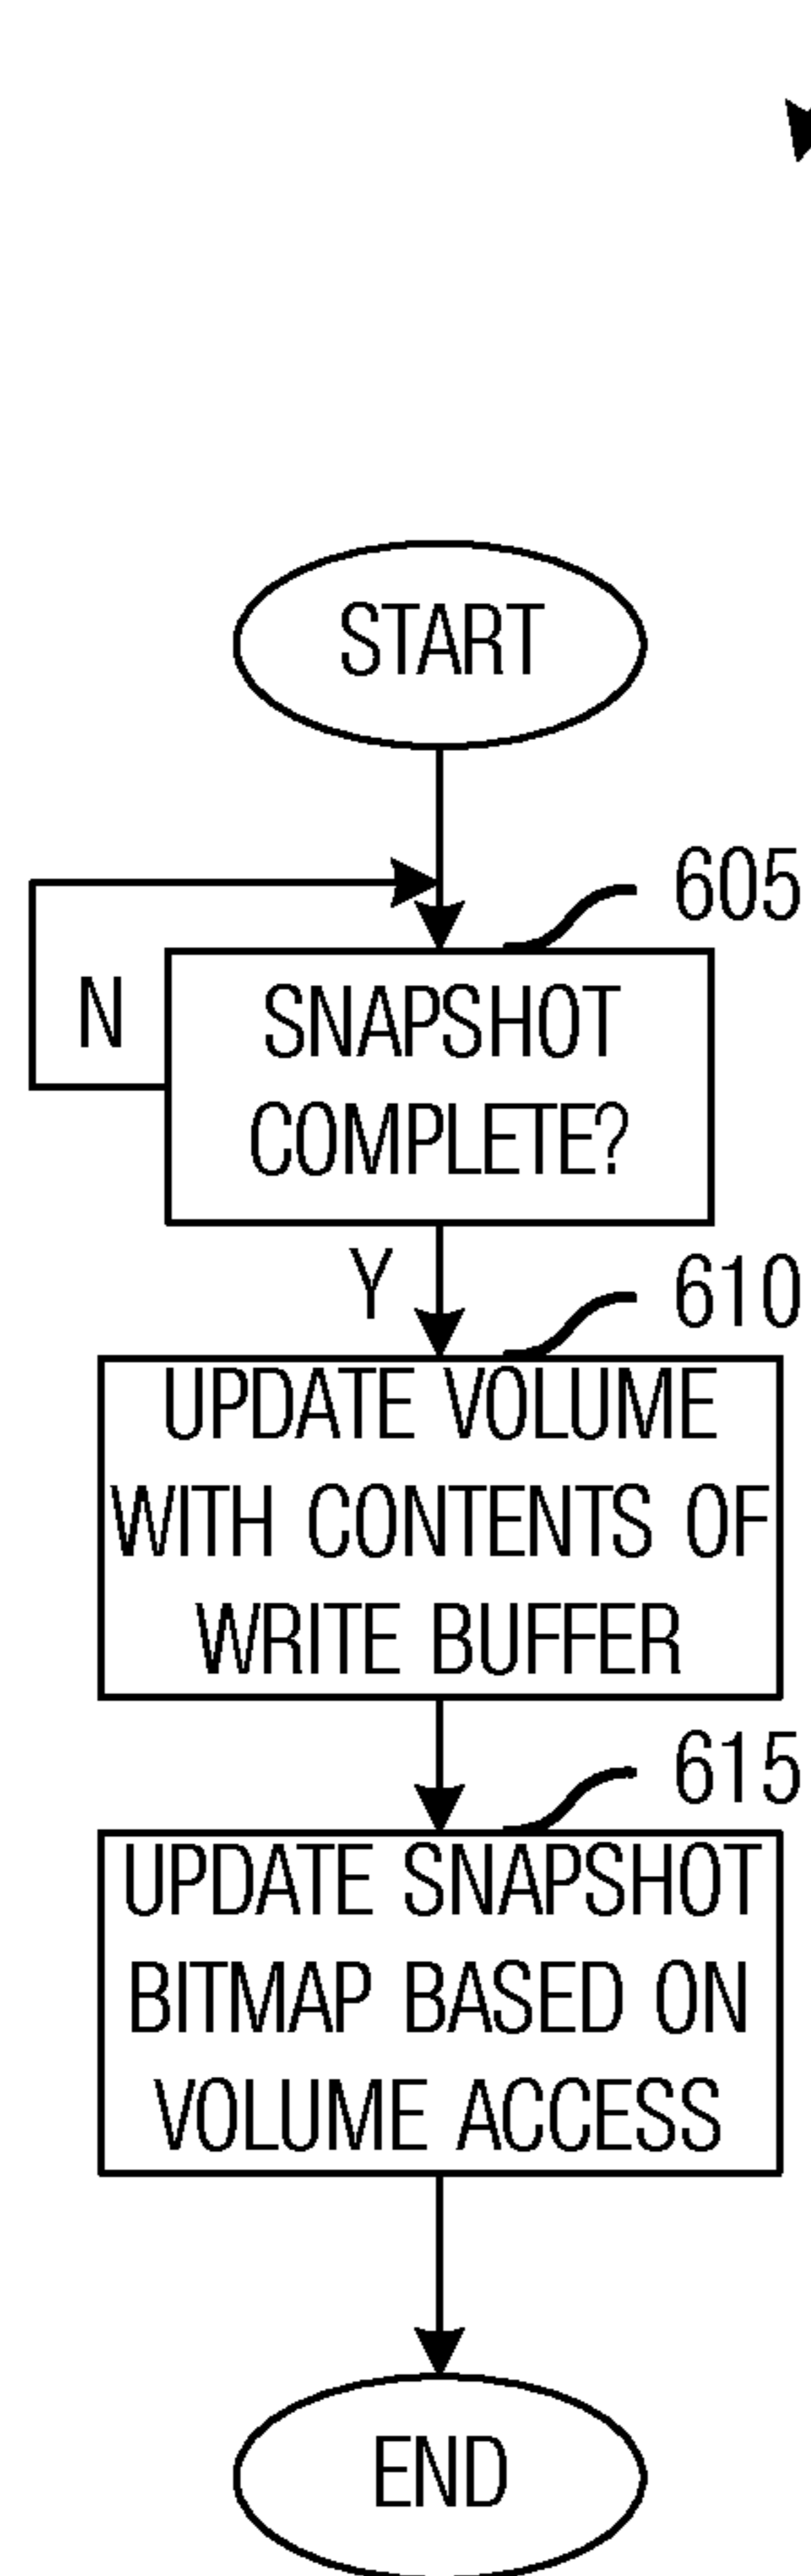 START
605
N
SNAPSHOT
COMPLETE?
Y
610
UPDATE VOLUME
WITH CONTENTS OF
WRITE BUFFER
615
UPDATE SNAPSHOT
BITMAP BASED ON
VOLUME ACCESS
END